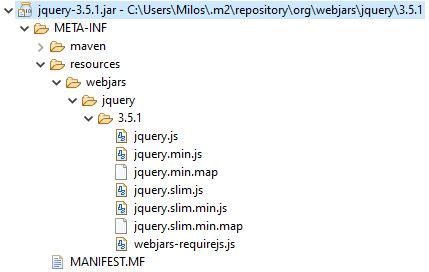 jquery-3.5.1.jar - C:\Users\Milos\.m2\repository\org\webjars\jquery\3.5.1
META-INF
maven
resources
webjars
jquery
3.5.1
jquery.js
jquery.min.js
jquery.min.map
jquery.slim.js
jquery.slim.min.js
jquery.slim.min.map
webjars-requirejs.js
MANIFEST.MF